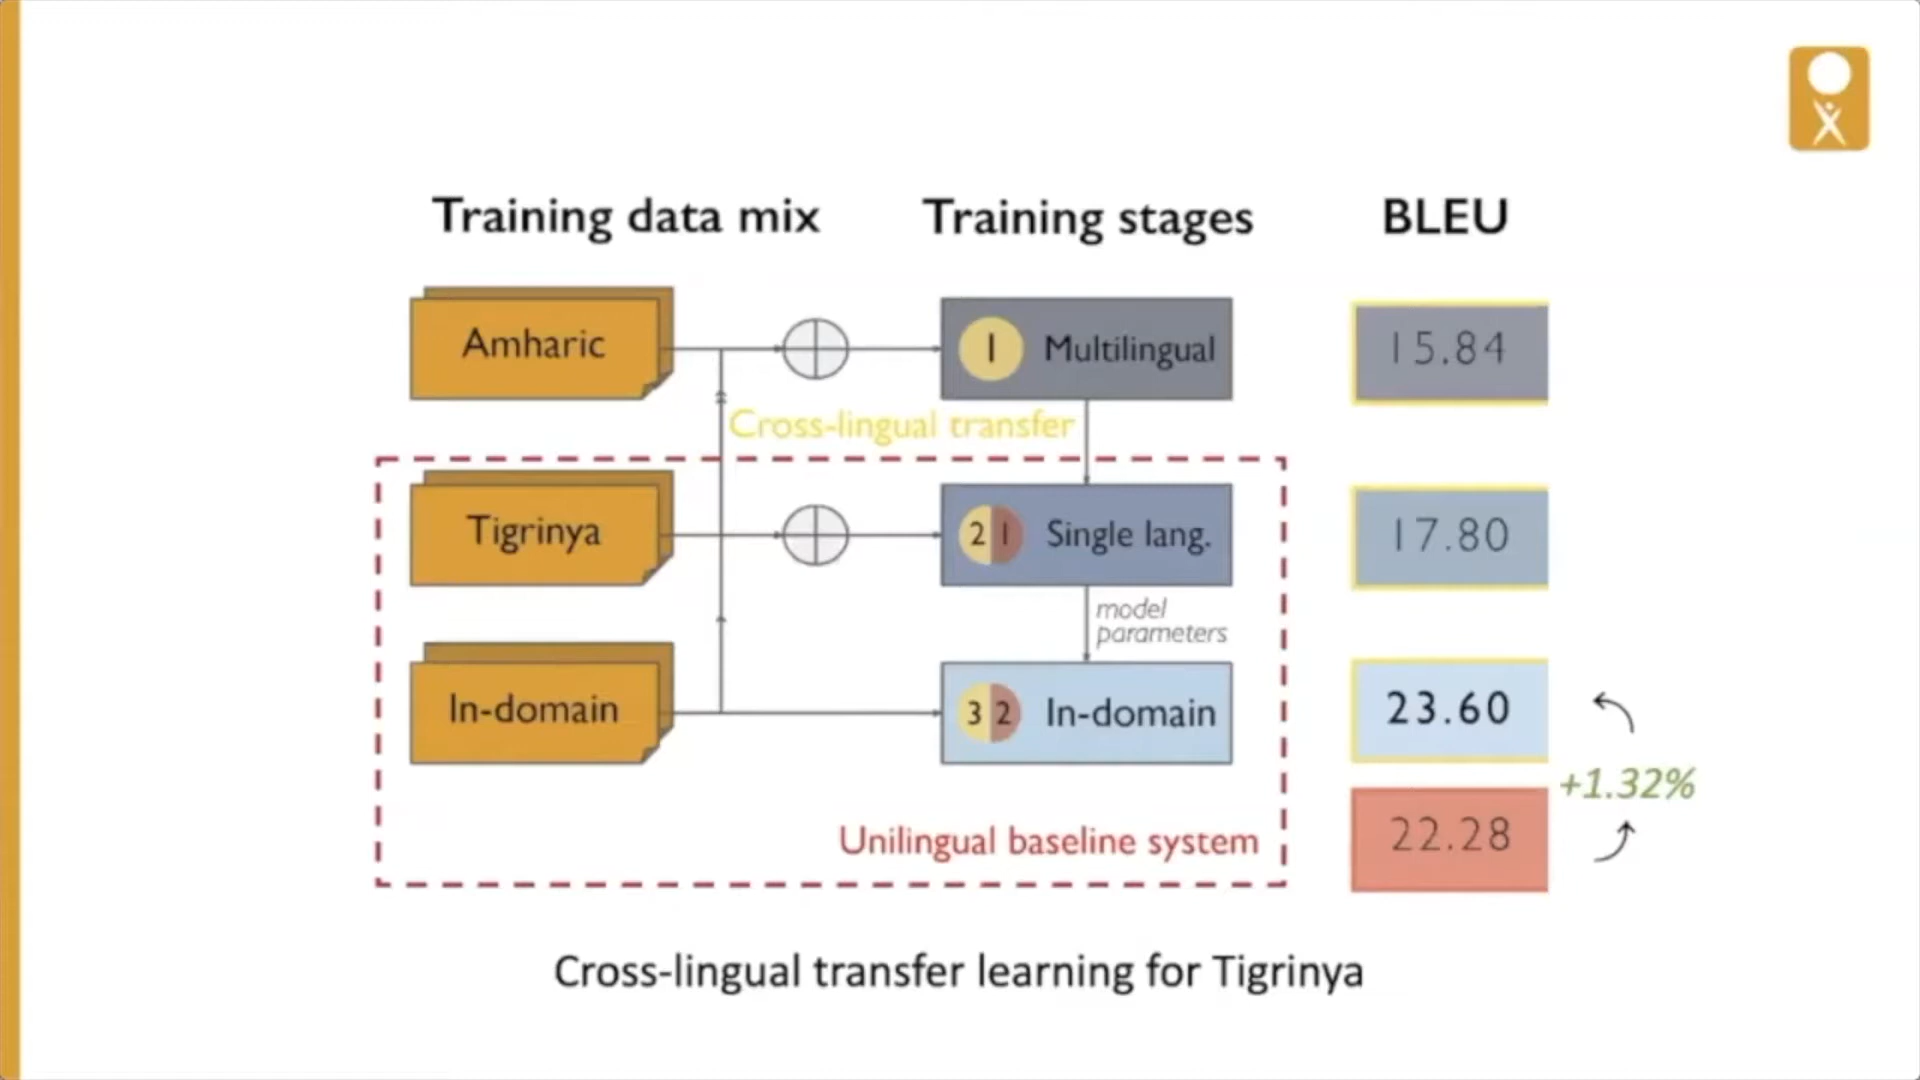 Training data mix
Training stages
BLEU
Amharic
1 Multilingual
15.84
Cross-lingual transfer
Tigrinya
2 1 Single lang.
17.80
model
parameters
In-domain
3 2 In-domain
23.60
+1.32%
Unilingual baseline system
22.28
Cross-lingual transfer learning for Tigrinya